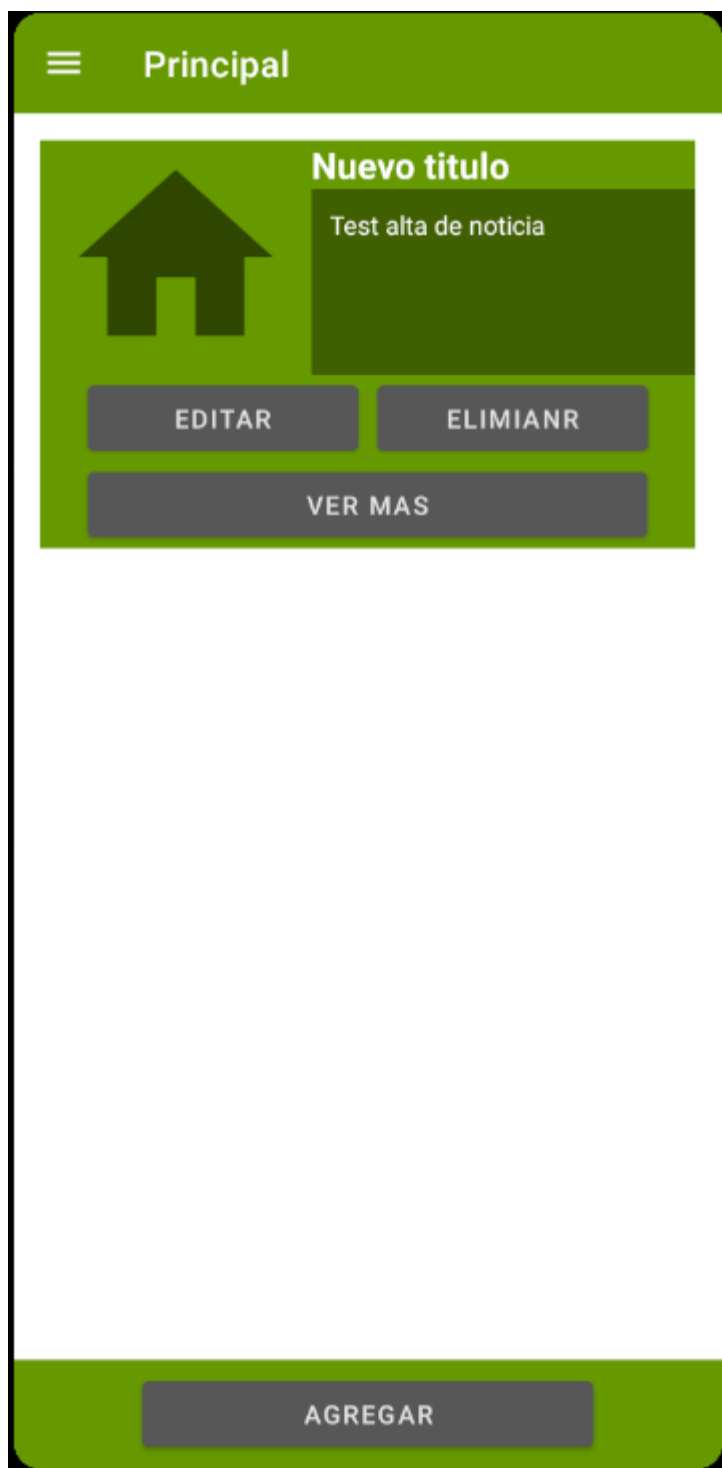 Principal
Nuevo titulo
Test alta de noticia
EDITAR
ELIMIANR
VER MAS
AGREGAR